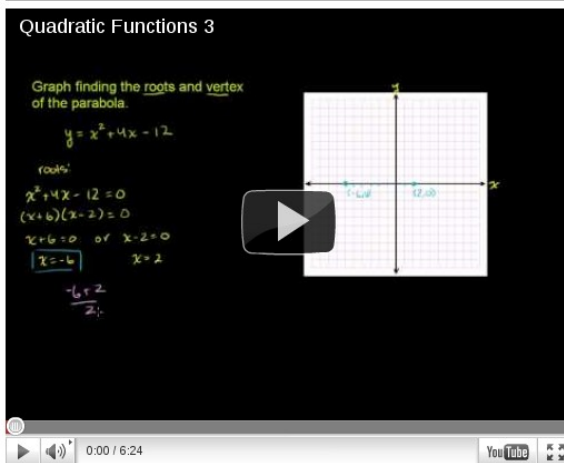 Quadratic Functions 3
Graph finding the roots and vertex
of the parabola.
y = x² + 4x - 12
roots:
x² + 4x - 12 = 0
(x+6)(x-2) = 0
x+6=0 or x-2=0
x=-6 x=2
-6+2
2
y
x
(-6,0) (2,0)
0:00 / 6:24
YouTube